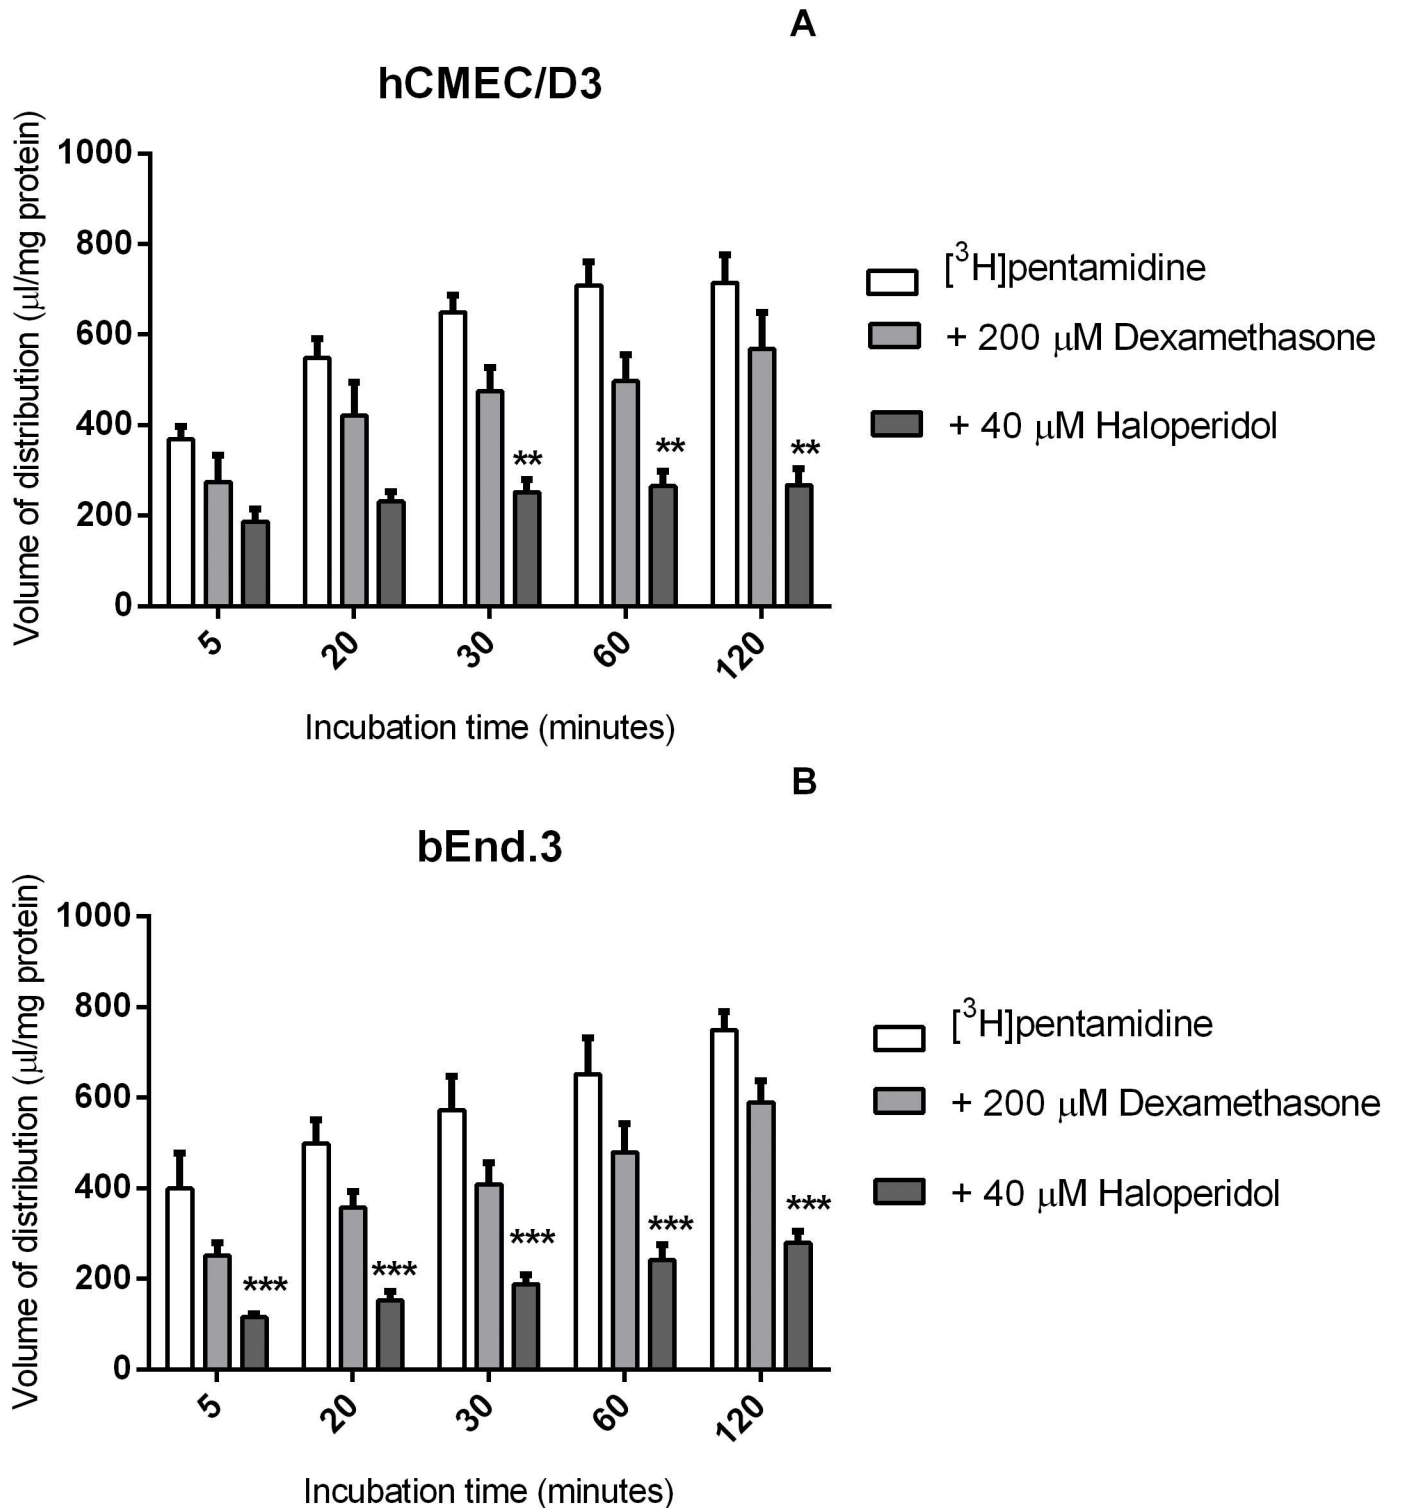 A
hCMEC/D3
Volume of distribution (µl/mg protein)
1000
800
600
400
200
0
**
**
**
5
20
30
60
120
Incubation time (minutes)
[3H]pentamidine
+ 200 µM Dexamethasone
+ 40 µM Haloperidol
B
bEnd.3
Volume of distribution (µl/mg protein)
1000
800
600
400
200
0
***
***
***
***
***
5
20
30
60
120
Incubation time (minutes)
[3H]pentamidine
+ 200 µM Dexamethasone
+ 40 µM Haloperidol